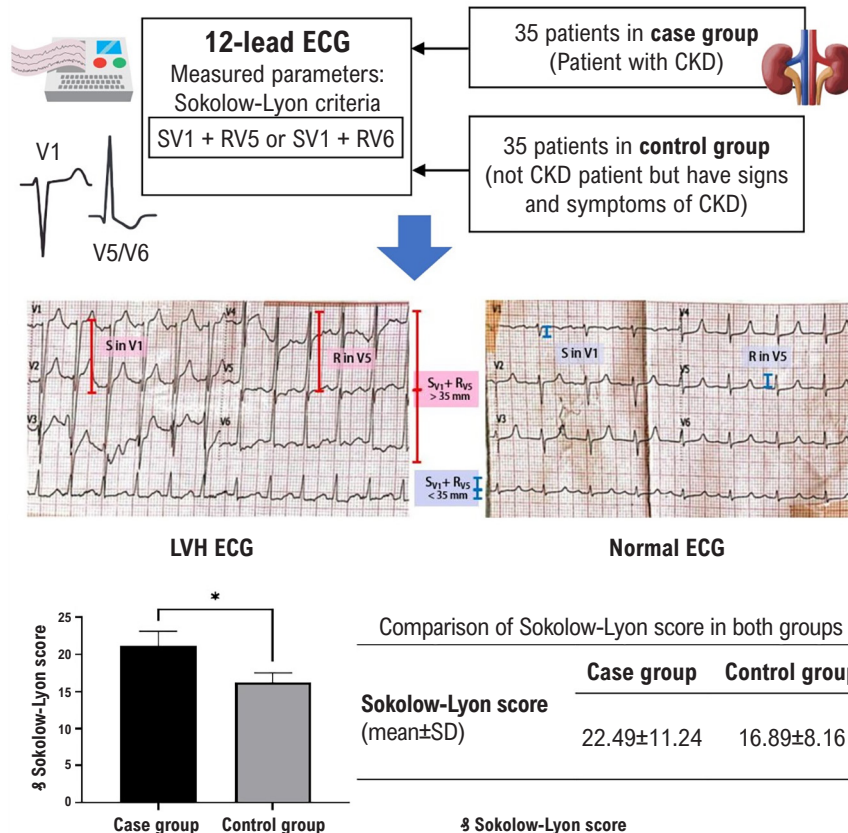 12-lead ECG
Measured parameters:
Sokolow-Lyon criteria
SV1 + RV5 or SV1 + RV6
35 patients in case group
(Patient with CKD)
35 patients in control group
(not CKD patient but have signs
and symptoms of CKD)
V1
V5/V6
V1
V4
S in V1
R in V5
V2
V5
V3
V6
SV1 + RV5
> 35 mm
SV1 + RV5
< 35 mm
V1
V4
S in V1
R in V5
V2
V5
V3
V6
LVH ECG
Normal ECG
25
20
15
10
5
0
Sokolow-Lyon score
*
Case group
Control group
Comparison of Sokolow-Lyon score in both groups
Case group
Control group
Sokolow-Lyon score
(mean±SD)
22.49±11.24
16.89±8.16
Sokolow-Lyon score